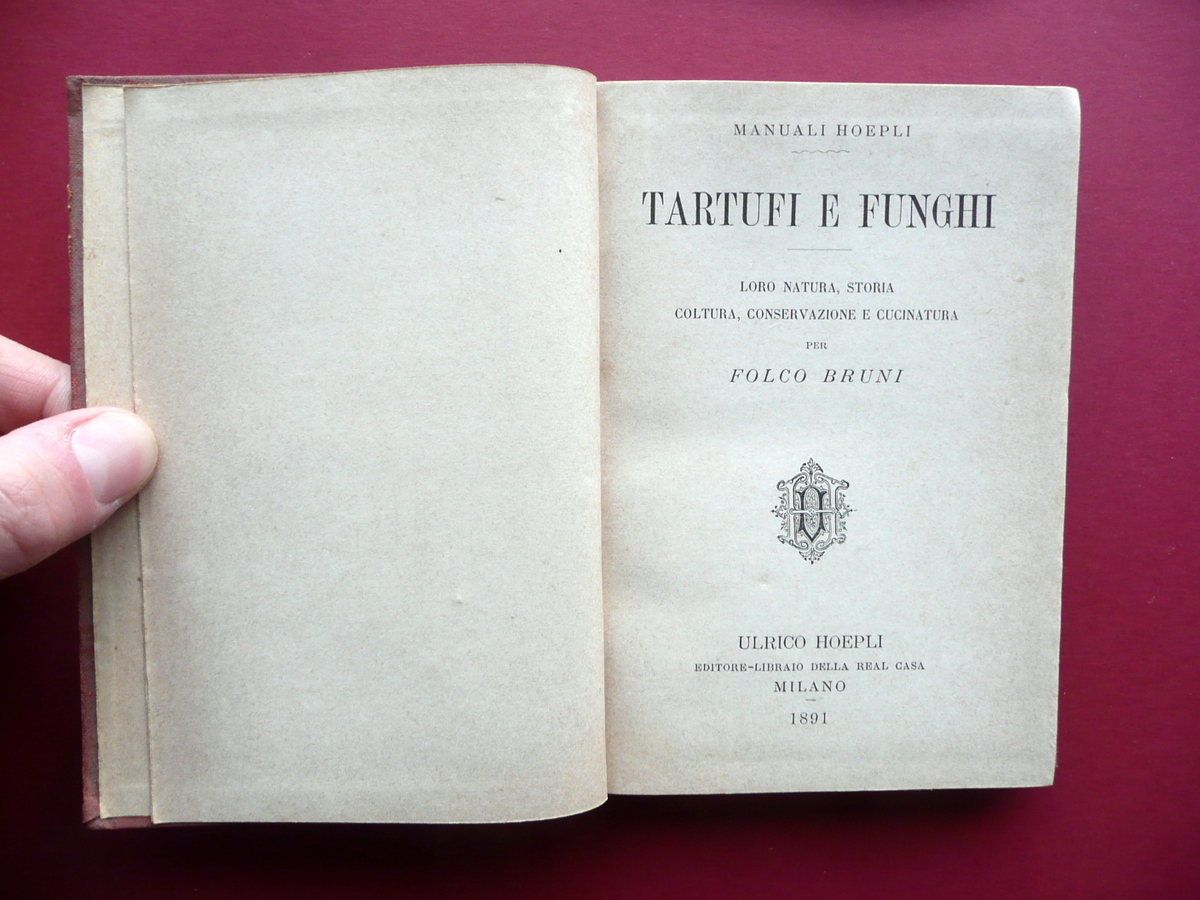 MANUALI HOEPLI
TARTUFI E FUNGHI
LORO NATURA, STORIA
COLTURA, CONSERVAZIONE E CUCINATURA
PER
FOLCO BRUNI
ULRICO HOEPLI
EDITORE-LIBRAIO DELLA REAL CASA
MILANO
1891